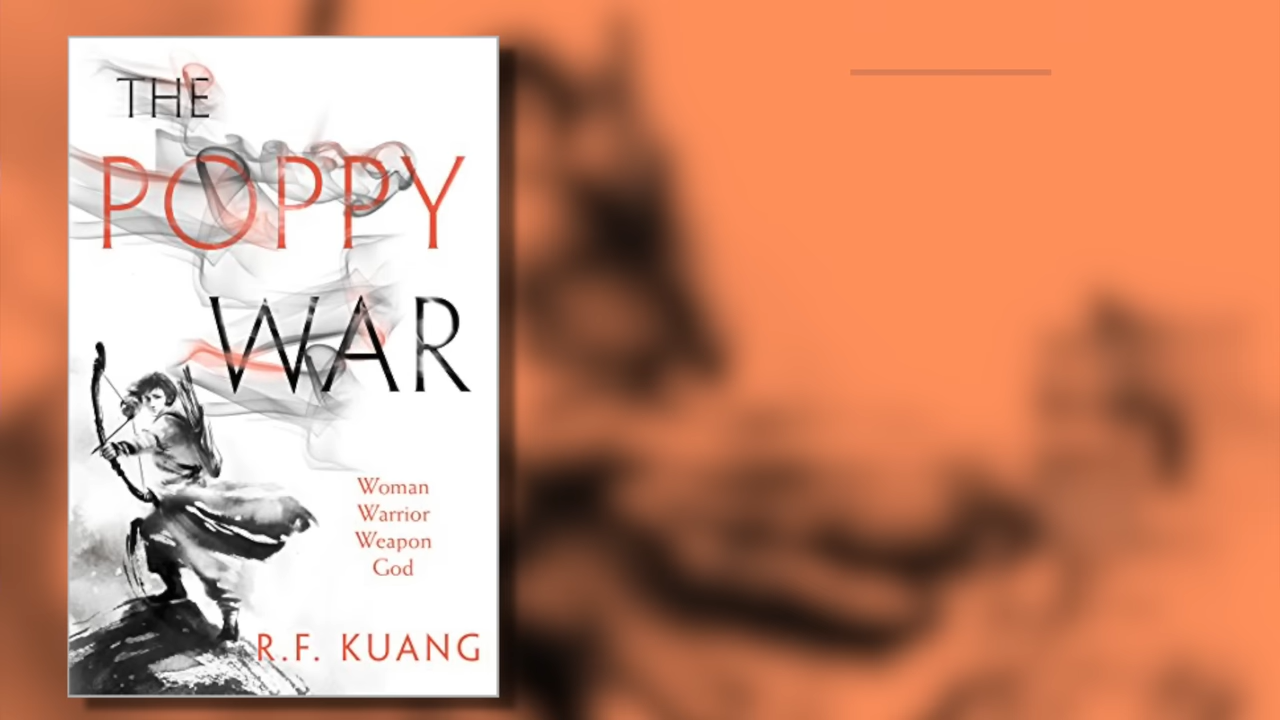 THE
POPPY
WAR
Woman
Warrior
Weapon
God
R.F. KUANG